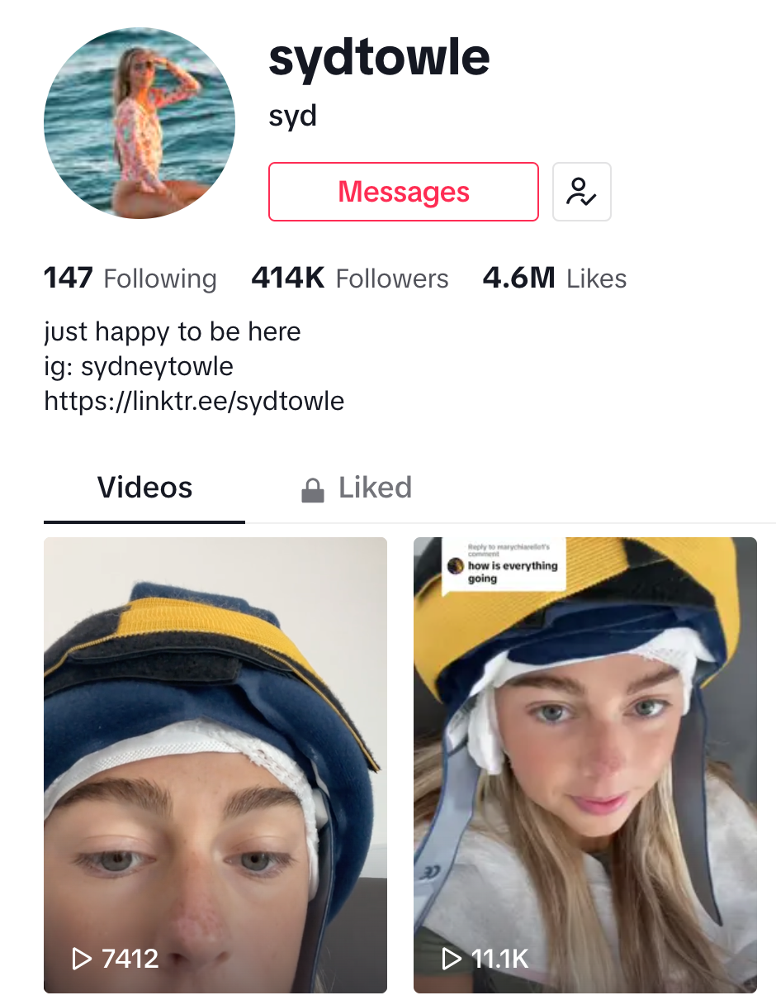 sydtowle
syd
Messages
147 Following 414K Followers 4.6M Likes
just happy to be here
ig: sydneytowle
https://linktr.ee/sydtowle
Videos Liked
Reply to marychiarello1's
comment
how is everything
going
7412
11.1K